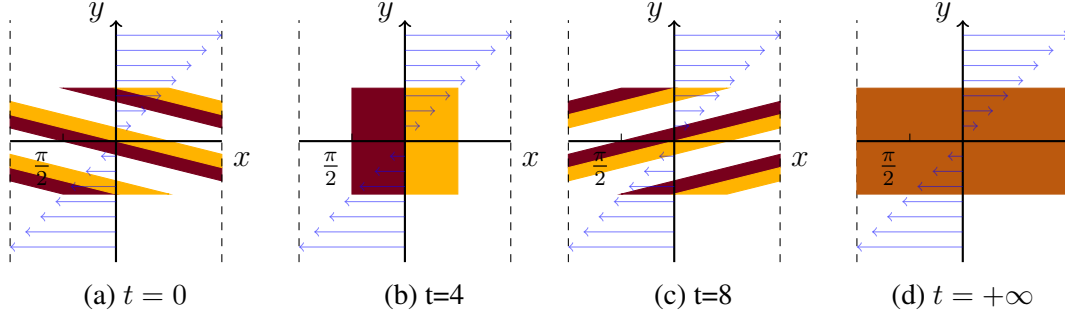 y
x
π/2
(a) t = 0
y
x
π/2
(b) t=4
y
x
π/2
(c) t=8
y
π/2
(d) t = +∞